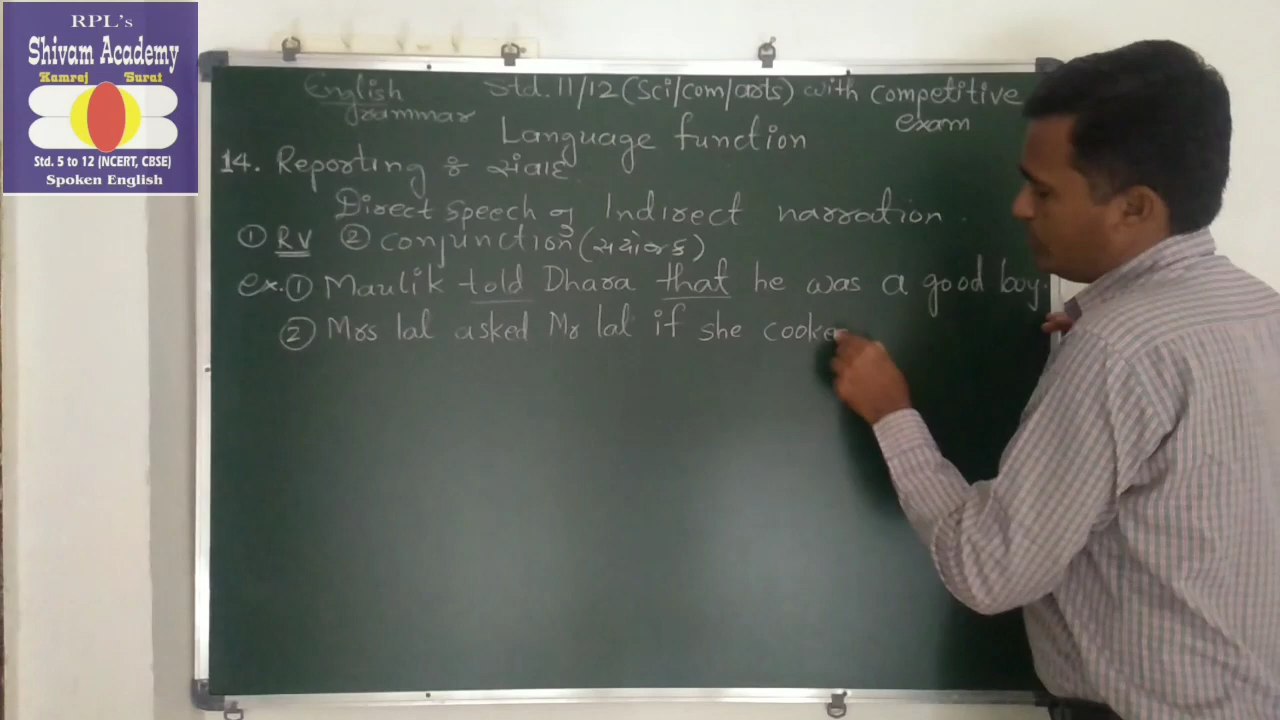 RPL's
Shivam Academy
Kamrej Surat
Std. 5 to 12 (NCERT, CBSE)
Spoken English
English grammar
Std. 11/12 (Sci/com/arts) with competitive exam
Language function
14. Reporting : સંવાદ
Direct speech of Indirect narration.
① RV ② conjunction (સંયોજક)
ex. ① Maulik told Dhara that he was a good boy.
② Mrs lal asked Mr lal if she cooke